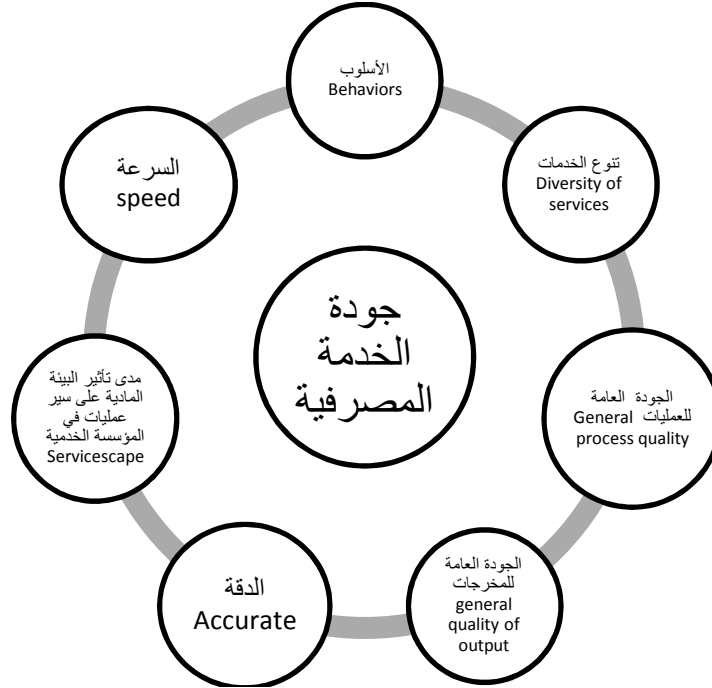 الأسلوب
Behaviors
تنوع الخدمات
Diversity of
services
الجودة العامة
للعمليات General
process quality
الجودة العامة
للمخرجات
general
quality of
output
الدقة
Accurate
مدى تأثير البيئة
المادية على سير
عمليات في
المؤسسة الخدمية
Servicescape
السرعة
speed
جودة
الخدمة
المصرفية